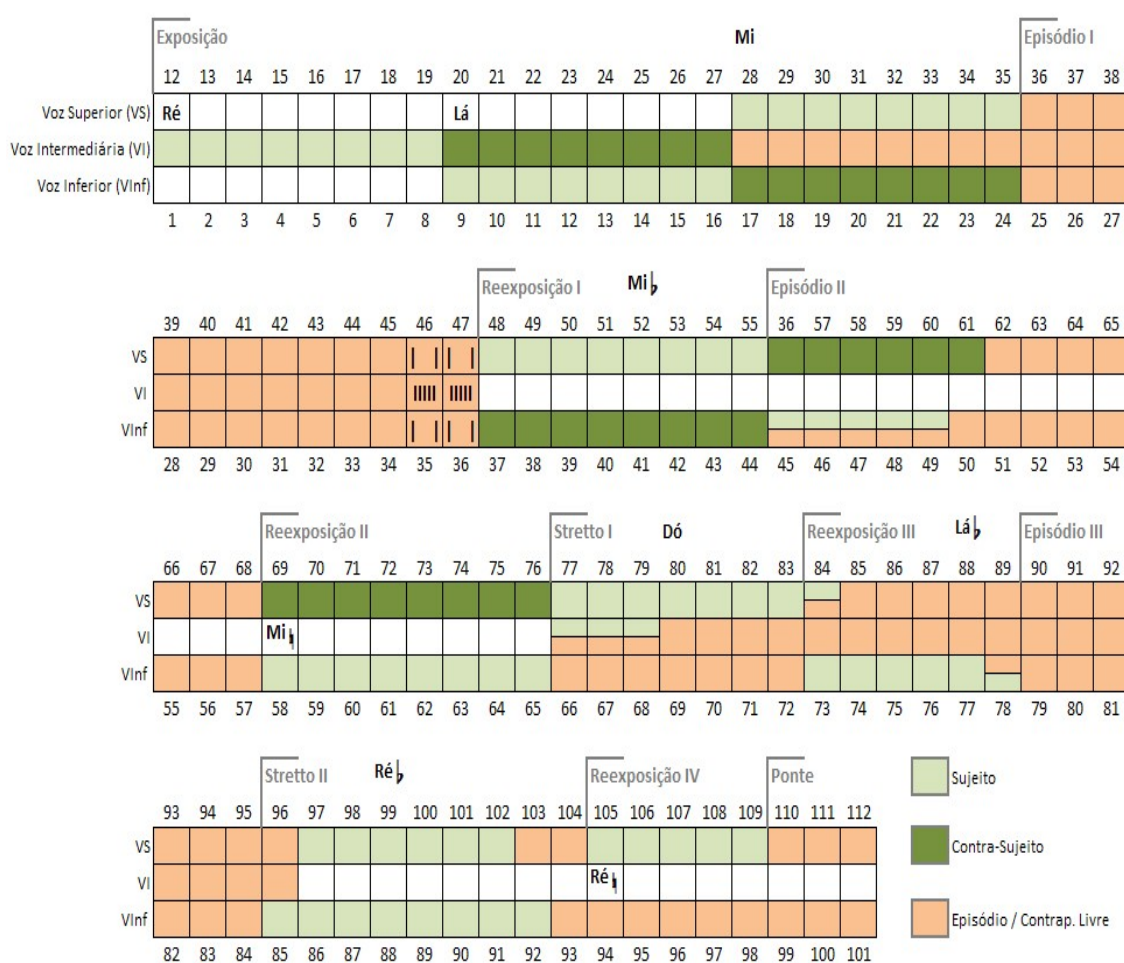 Exposição Mi Episódio I
12 13 14 15 16 17 18 19 20 21 22 23 24 25 26 27 28 29 30 31 32 33 34 35 36 37 38
Voz Superior (VS) Ré Lá
Voz Intermediária (VI)
Voz Inferior (VInf)
1 2 3 4 5 6 7 8 9 10 11 12 13 14 15 16 17 18 19 20 21 22 23 24 25 26 27
Reexposição I Mi♭ Episódio II
39 40 41 42 43 44 45 46 47 48 49 50 51 52 53 54 55 36 57 58 59 60 61 62 63 64 65
VS
VI
VInf
28 29 30 31 32 33 34 35 36 37 38 39 40 41 42 43 44 45 46 47 48 49 50 51 52 53 54
Reexposição II Stretto I Dó Reexposição III Lá♭ Episódio III
66 67 68 69 70 71 72 73 74 75 76 77 78 79 80 81 82 83 84 85 86 87 88 89 90 91 92
VS
VI Mi♮
VInf
55 56 57 58 59 60 61 62 63 64 65 66 67 68 69 70 71 72 73 74 75 76 77 78 79 80 81
Stretto II Ré♭ Reexposição IV Ponte
93 94 95 96 97 98 99 100 101 102 103 104 105 106 107 108 109 110 111 112
VS
VI Ré♮
VInf
82 83 84 85 86 87 88 89 90 91 92 93 94 95 96 97 98 99 100 101
Sujeito
Contra-Sujeito
Episódio / Contrap. Livre